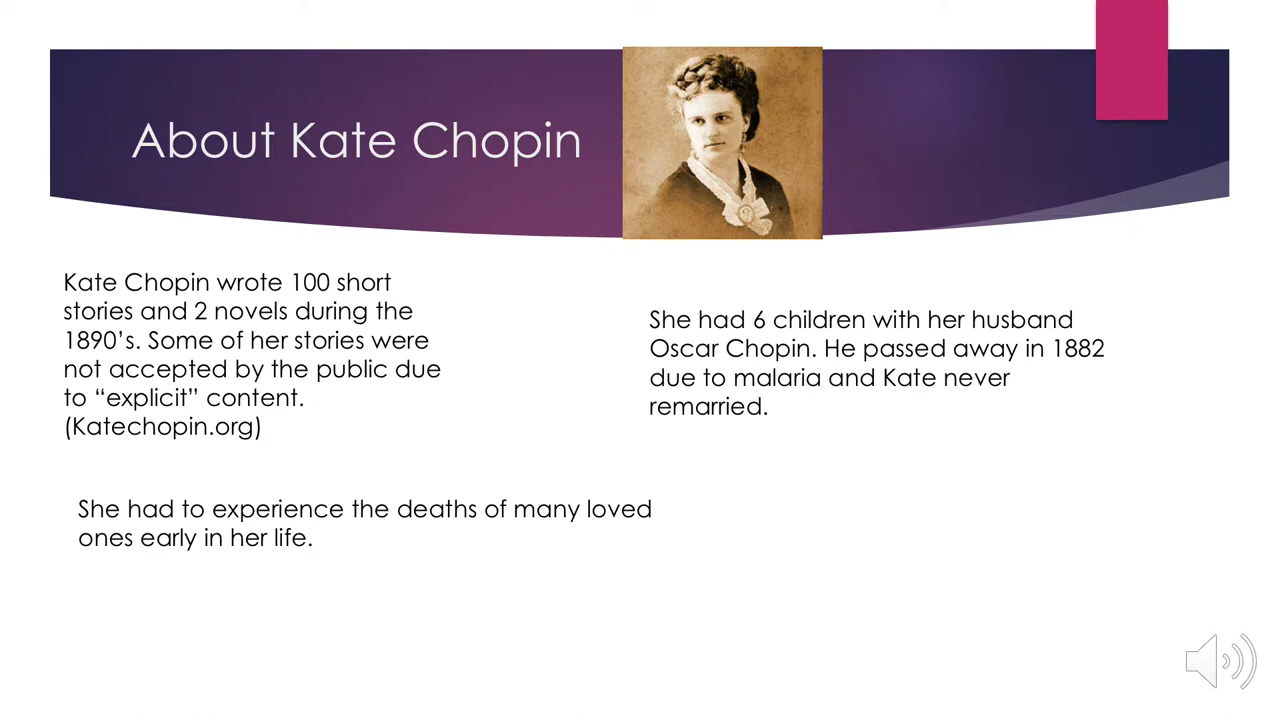 About Kate Chopin
Kate Chopin wrote 100 short
stories and 2 novels during the
1890’s. Some of her stories were
not accepted by the public due
to “explicit” content.
(Katechopin.org)
She had 6 children with her husband
Oscar Chopin. He passed away in 1882
due to malaria and Kate never
remarried.
She had to experience the deaths of many loved
ones early in her life.